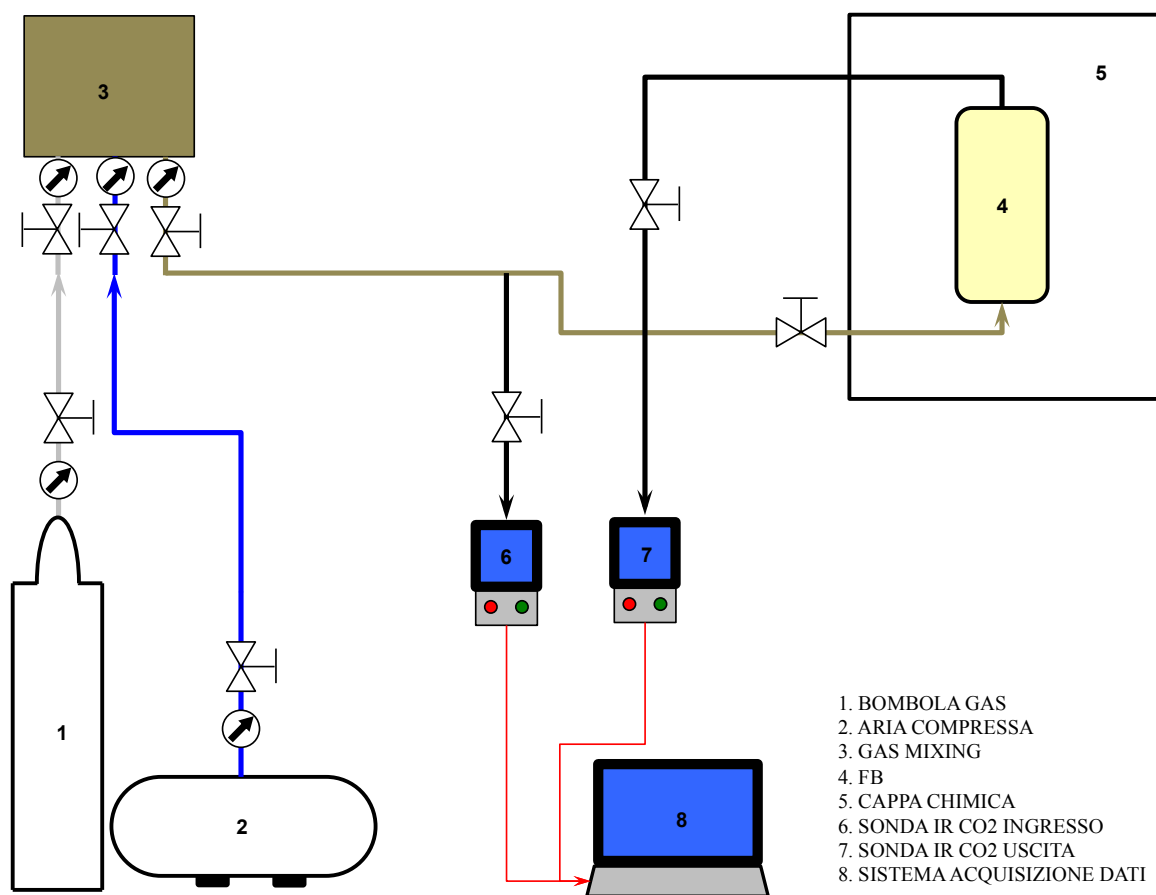 3
5
4
6
7
1
2
8
1. BOMBOLA GAS
2. ARIA COMPRESSA
3. GAS MIXING
4. FB
5. CAPPA CHIMICA
6. SONDA IR CO2 INGRESSO
7. SONDA IR CO2 USCITA
8. SISTEMA ACQUISIZIONE DATI